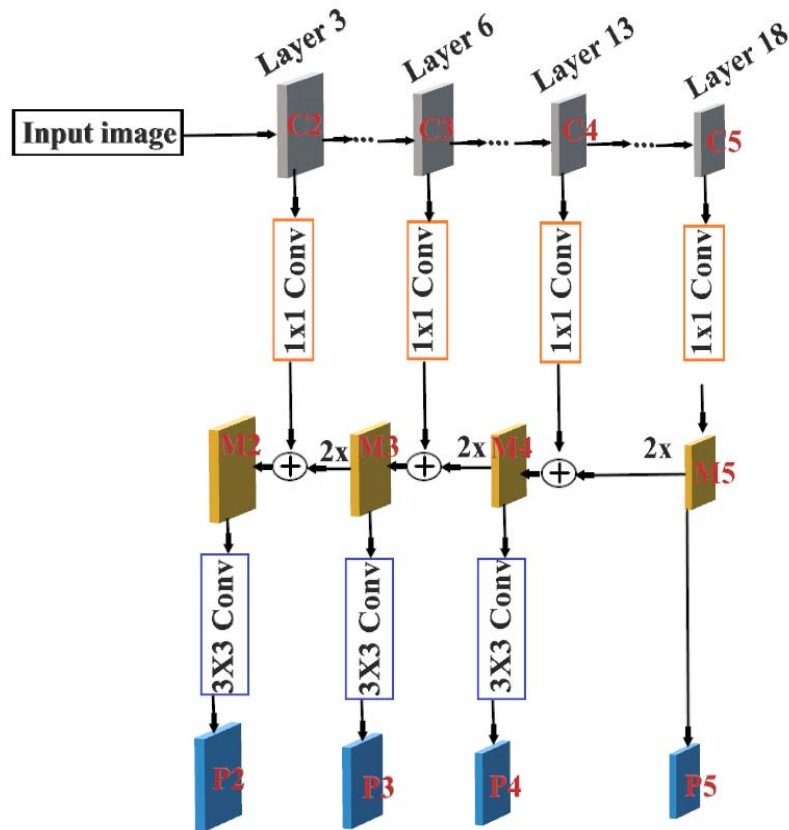 Layer 3
Layer 6
Layer 13
Layer 18
Input image
C2
C3
C4
C5
1x1 Conv
1x1 Conv
1x1 Conv
1x1 Conv
M2
2x
M3
2x
M4
2x
M5
3X3 Conv
3X3 Conv
3X3 Conv
P2
P3
P4
P5